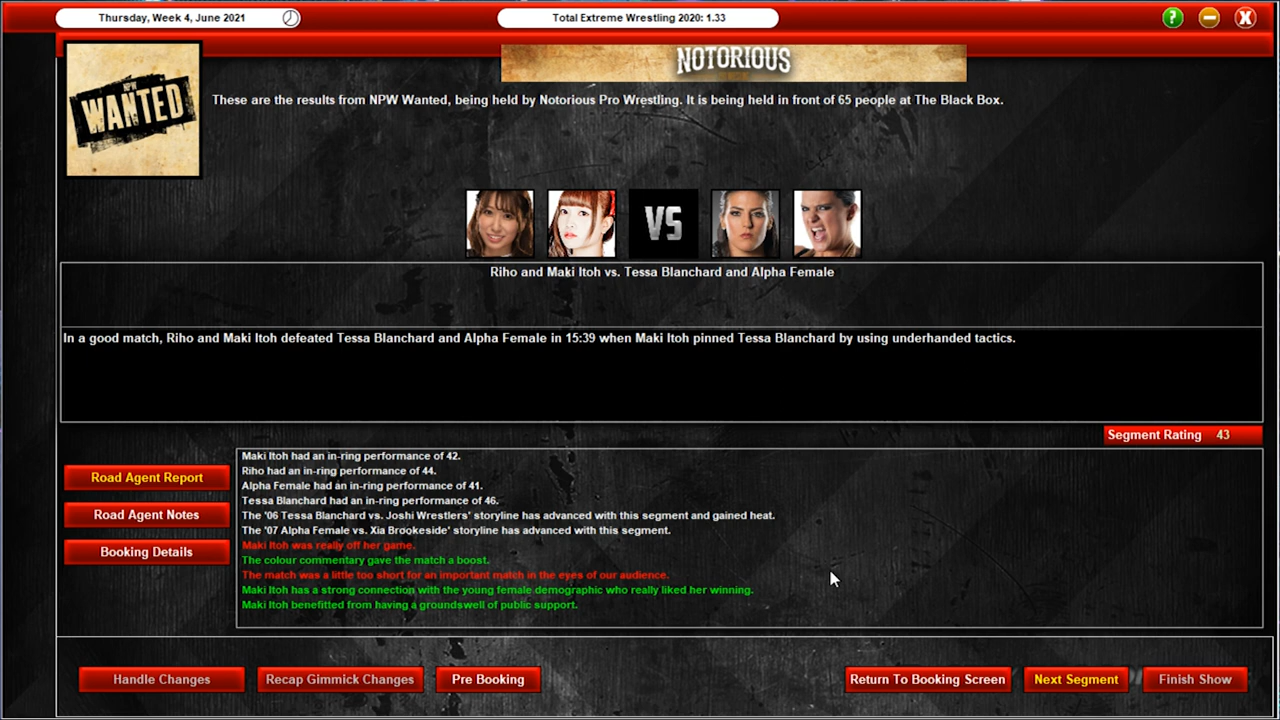 Thursday, Week 4, June 2021
Total Extreme Wrestling 2020: 1.33
?
X
NPW
WANTED
NOTORIOUS
These are the results from NPW Wanted, being held by Notorious Pro Wrestling. It is being held in front of 65 people at The Black Box.
VS
Riho and Maki Itoh vs. Tessa Blanchard and Alpha Female
In a good match, Riho and Maki Itoh defeated Tessa Blanchard and Alpha Female in 15:39 when Maki Itoh pinned Tessa Blanchard by using underhanded tactics.
Segment Rating 43
Road Agent Report
Road Agent Notes
Booking Details
Maki Itoh had an in-ring performance of 42.
Riho had an in-ring performance of 44.
Alpha Female had an in-ring performance of 41.
Tessa Blanchard had an in-ring performance of 46.
The '06 Tessa Blanchard vs. Joshi Wrestlers' storyline has advanced with this segment and gained heat.
The '07 Alpha Female vs. Xia Brookeside' storyline has advanced with this segment.
Maki Itoh was really off her game.
The colour commentary gave the match a boost.
The match was a little too short for an important match in the eyes of our audience.
Maki Itoh has a strong connection with the young female demographic who really liked her winning.
Maki Itoh benefitted from having a groundswell of public support.
Handle Changes
Recap Gimmick Changes
Pre Booking
Return To Booking Screen
Next Segment
Finish Show